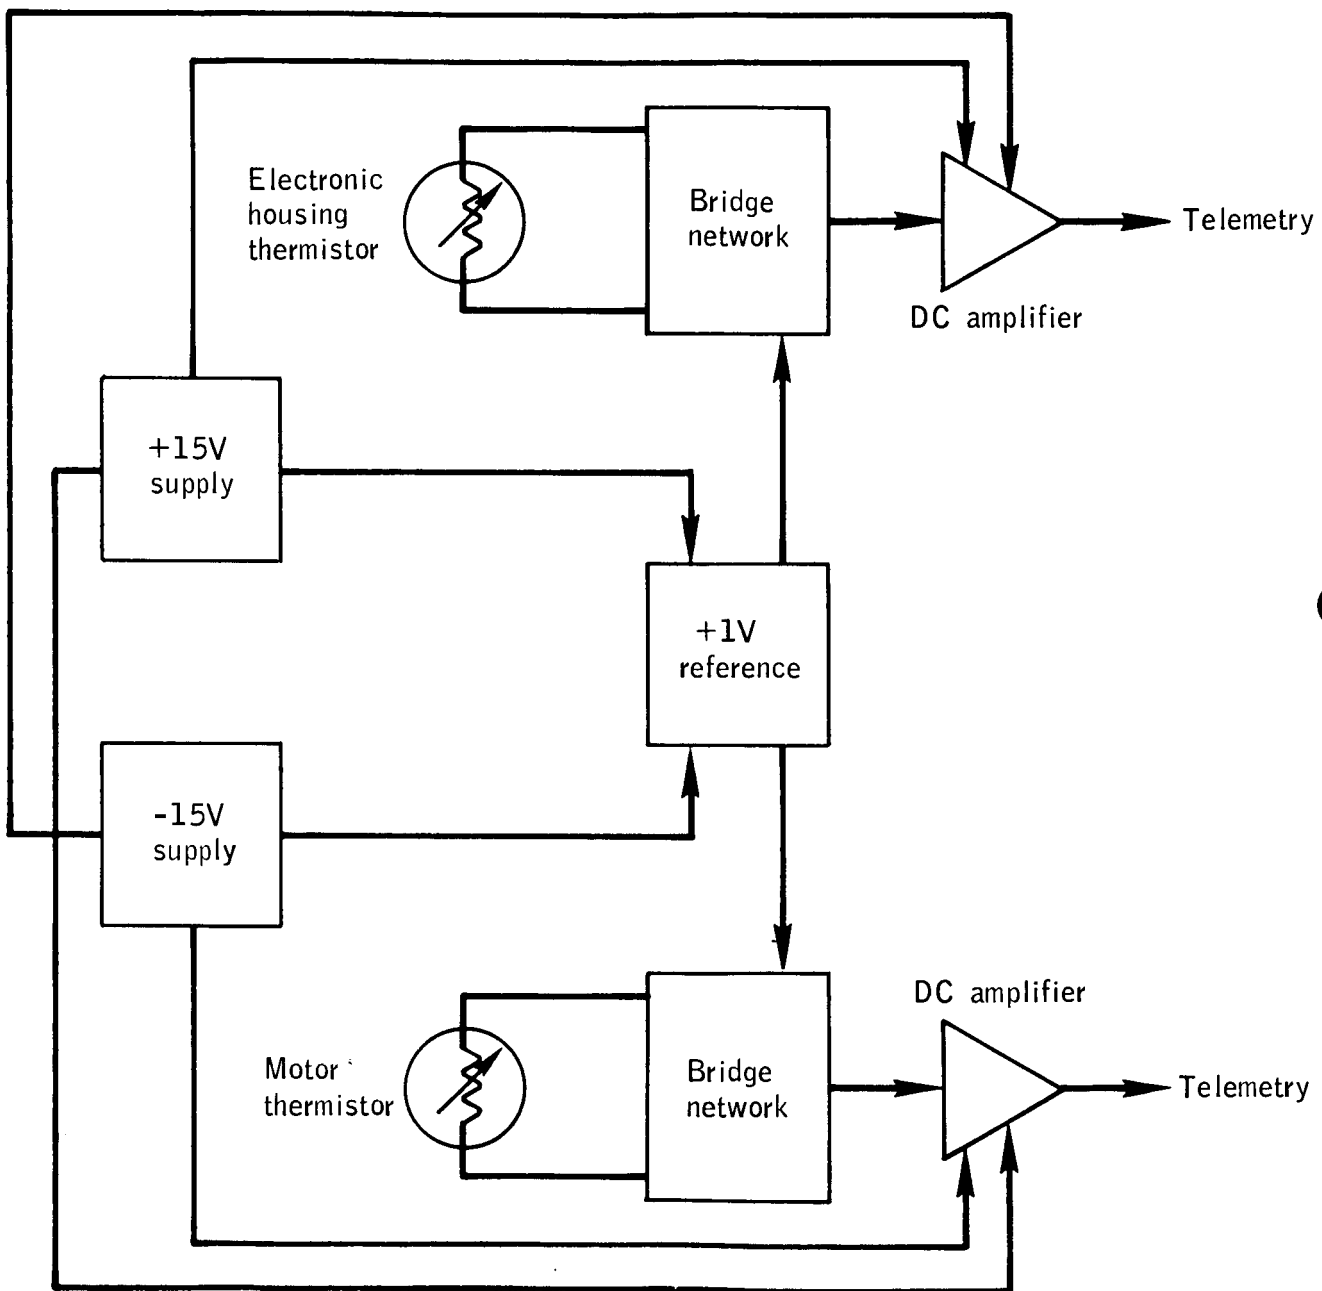 Electronic
housing
thermistor
Bridge
network
Telemetry
DC amplifier
+15V
supply
+1V
reference
-15V
supply
DC amplifier
Motor
thermistor
Bridge
network
Telemetry